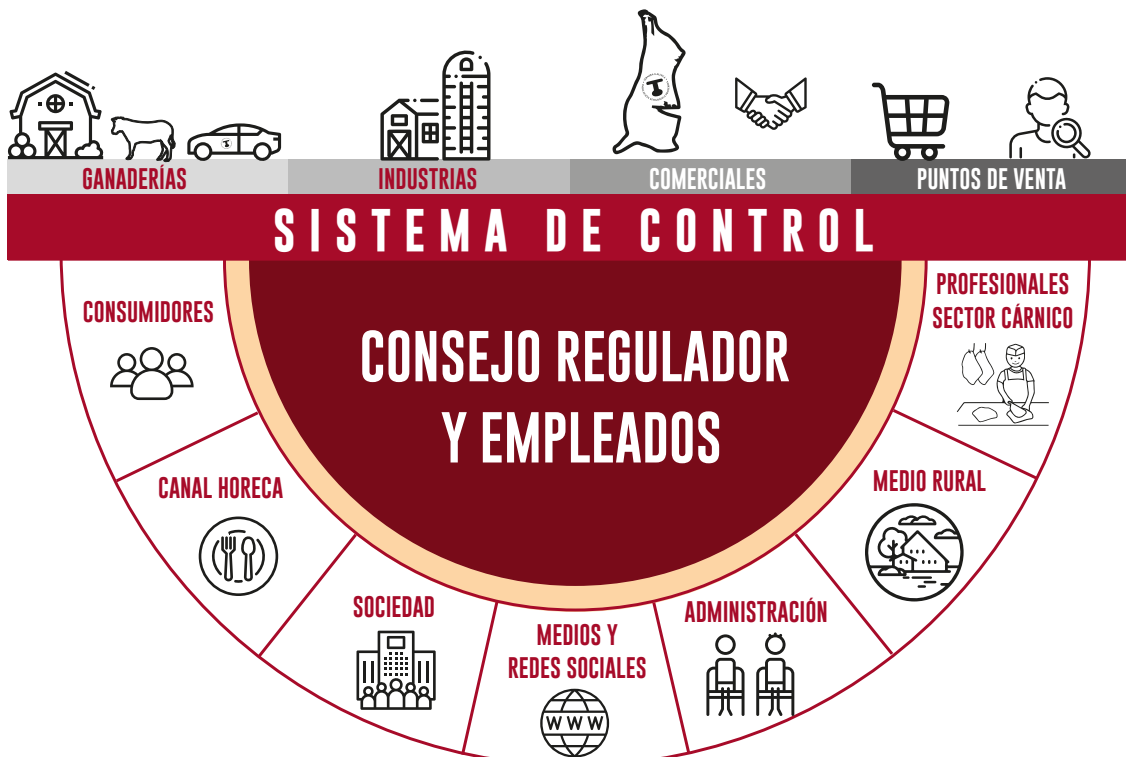 GANADERÍAS
INDUSTRIAS
COMERCIALES
PUNTOS DE VENTA
SISTEMA DE CONTROL
CONSEJO REGULADOR
Y EMPLEADOS
CONSUMIDORES
CANAL HORECA
SOCIEDAD
MEDIOS Y
REDES SOCIALES
WWW
ADMINISTRACIÓN
MEDIO RURAL
PROFESIONALES
SECTOR CÁRNICO